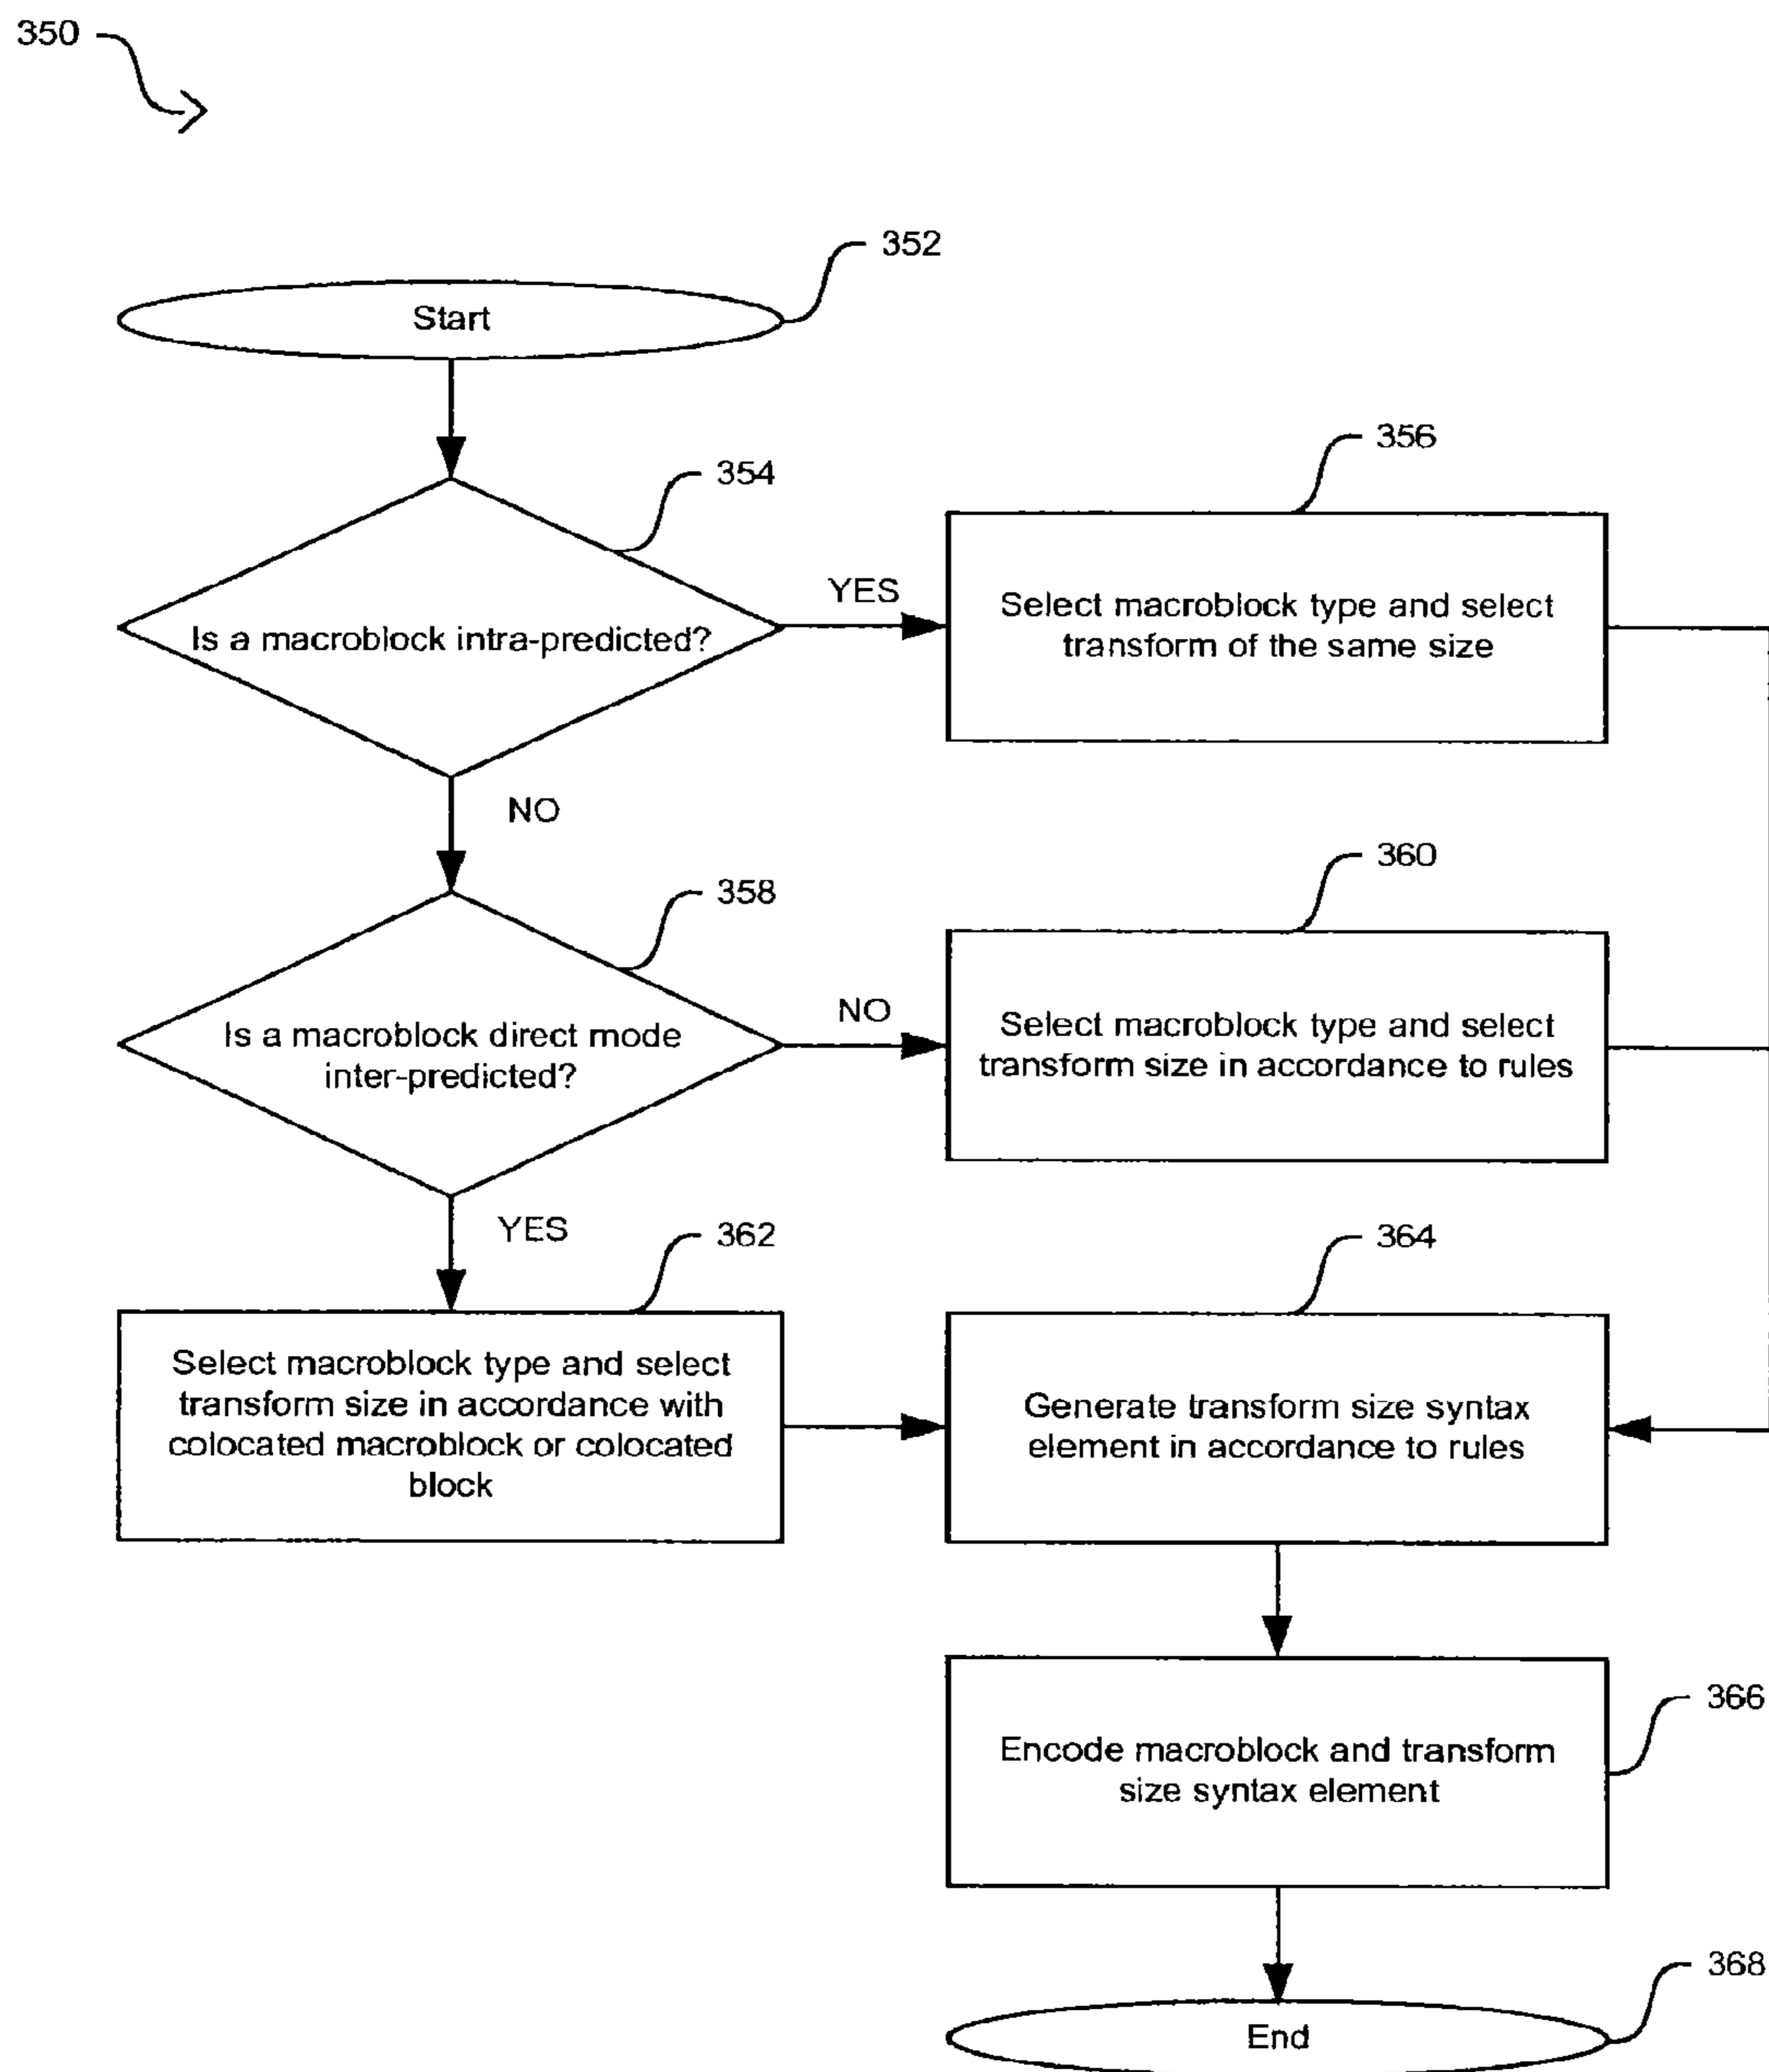 350
352
Start
354
356
Is a macroblock intra-predicted?
YES
Select macroblock type and select
transform of the same size
NO
358
360
Is a macroblock direct mode
inter-predicted?
NO
Select macroblock type and select
transform size in accordance to rules
YES
362
364
Select macroblock type and select
transform size in accordance with
colocated macroblock or colocated
block
Generate transform size syntax
element in accordance to rules
366
Encode macroblock and transform
size syntax element
368
End